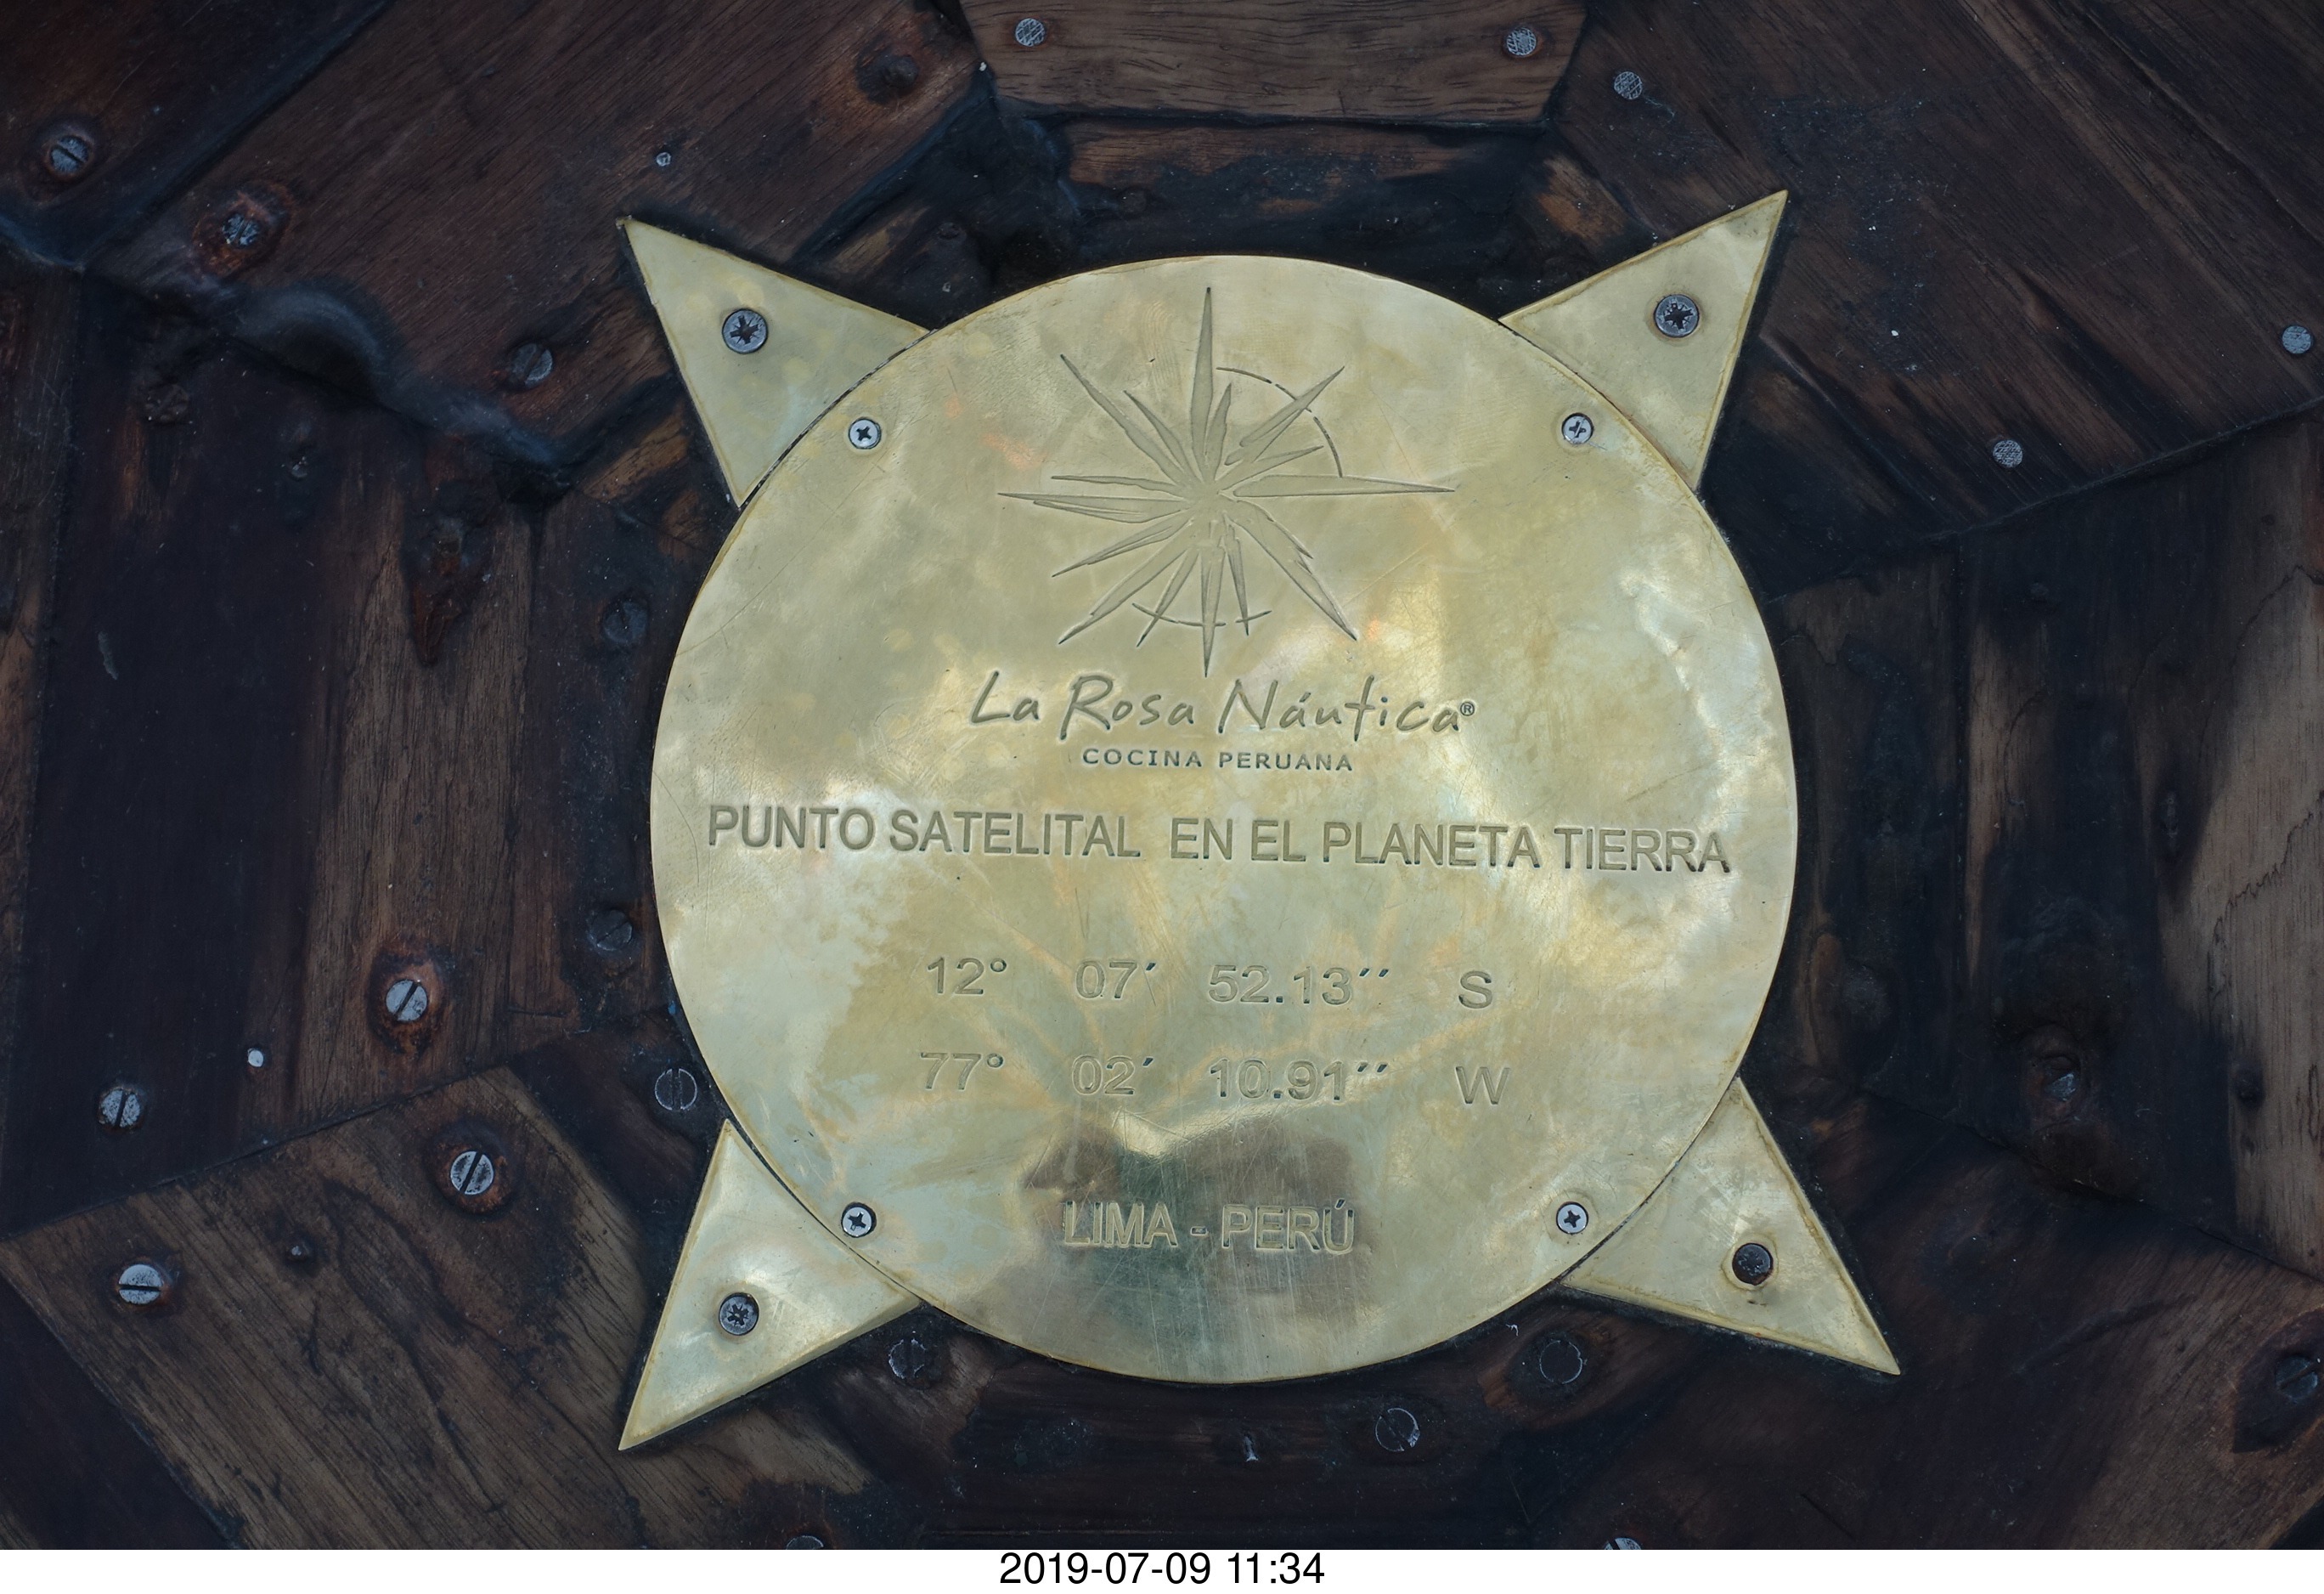 La Rosa Náutica®
COCINA PERUANA
PUNTO SATELITAL EN EL PLANETA TIERRA
12° 07´ 52.13´´ S
77° 02´ 10.91´´ W
LIMA - PERÚ
2019-07-09 11:34